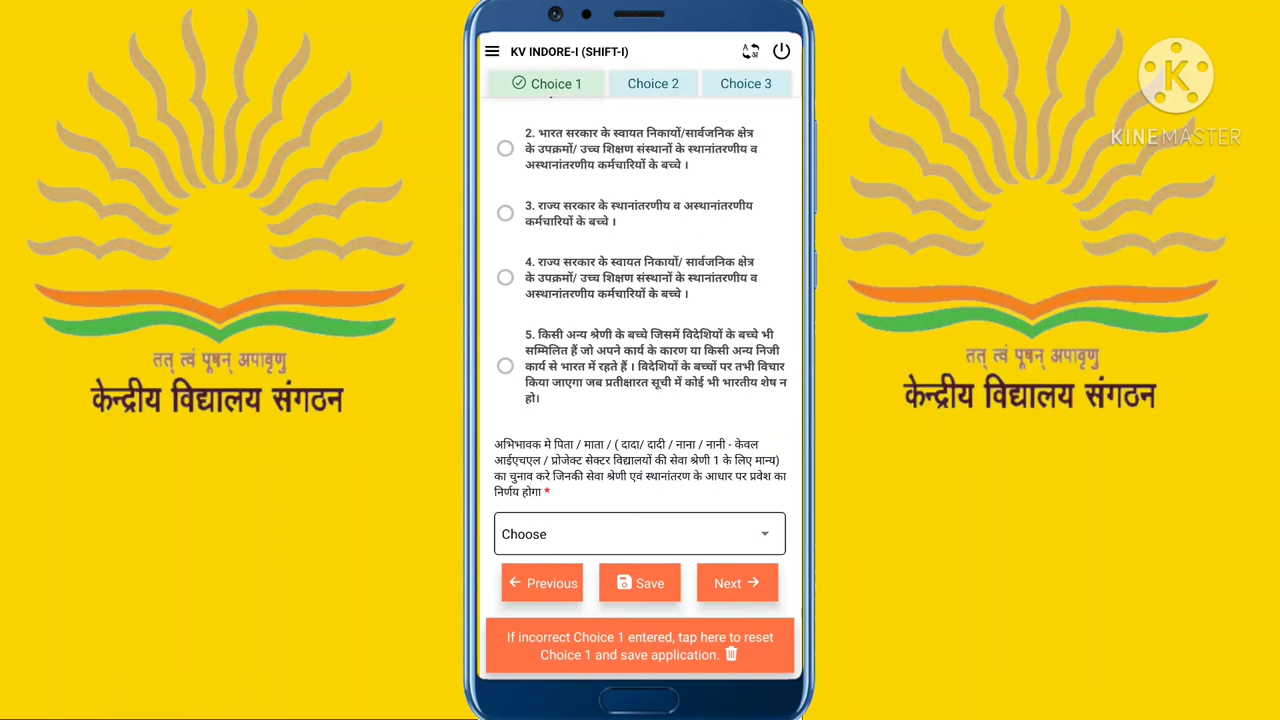 KV INDORE-I (SHIFT-I)
Choice 1
Choice 2
Choice 3
2. भारत सरकार के स्वायत निकायों/सार्वजनिक क्षेत्र
के उपक्रमों/ उच्च शिक्षण संस्थानों के स्थानांतरणीय व
अस्थानांतरणीय कर्मचारियों के बच्चे ।
3. राज्य सरकार के स्थानांतरणीय व अस्थानांतरणीय
कर्मचारियों के बच्चे ।
4. राज्य सरकार के स्वायत निकायों/ सार्वजनिक क्षेत्र
के उपक्रमों/ उच्च शिक्षण संस्थानों के स्थानांतरणीय व
अस्थानांतरणीय कर्मचारियों के बच्चे ।
5. किसी अन्य श्रेणी के बच्चे जिसमें विदेशियों के बच्चे भी
सम्मिलित हैं जो अपने कार्य के कारण या किसी अन्य निजी
कार्य से भारत में रहते हैं । विदेशियों के बच्चों पर तभी विचार
किया जाएगा जब प्रतीक्षारत सूची में कोई भी भारतीय शेष न
हो।
अभिभावक मे पिता / माता / ( दादा/ दादी / नाना / नानी - केवल
आईएचएल / प्रोजेक्ट सेक्टर विद्यालयों की सेवा श्रेणी 1 के लिए मान्य)
का चुनाव करे जिनकी सेवा श्रेणी एवं स्थानांतरण के आधार पर प्रवेश का
निर्णय होगा *
Choose
Previous
Save
Next
If incorrect Choice 1 entered, tap here to reset
Choice 1 and save application.
तत् त्वं पूषन् अपावृणु
केन्द्रीय विद्यालय संगठन
तत् त्वं पूषन् अपावृणु
केन्द्रीय विद्यालय संगठन
K
KINEMASTER